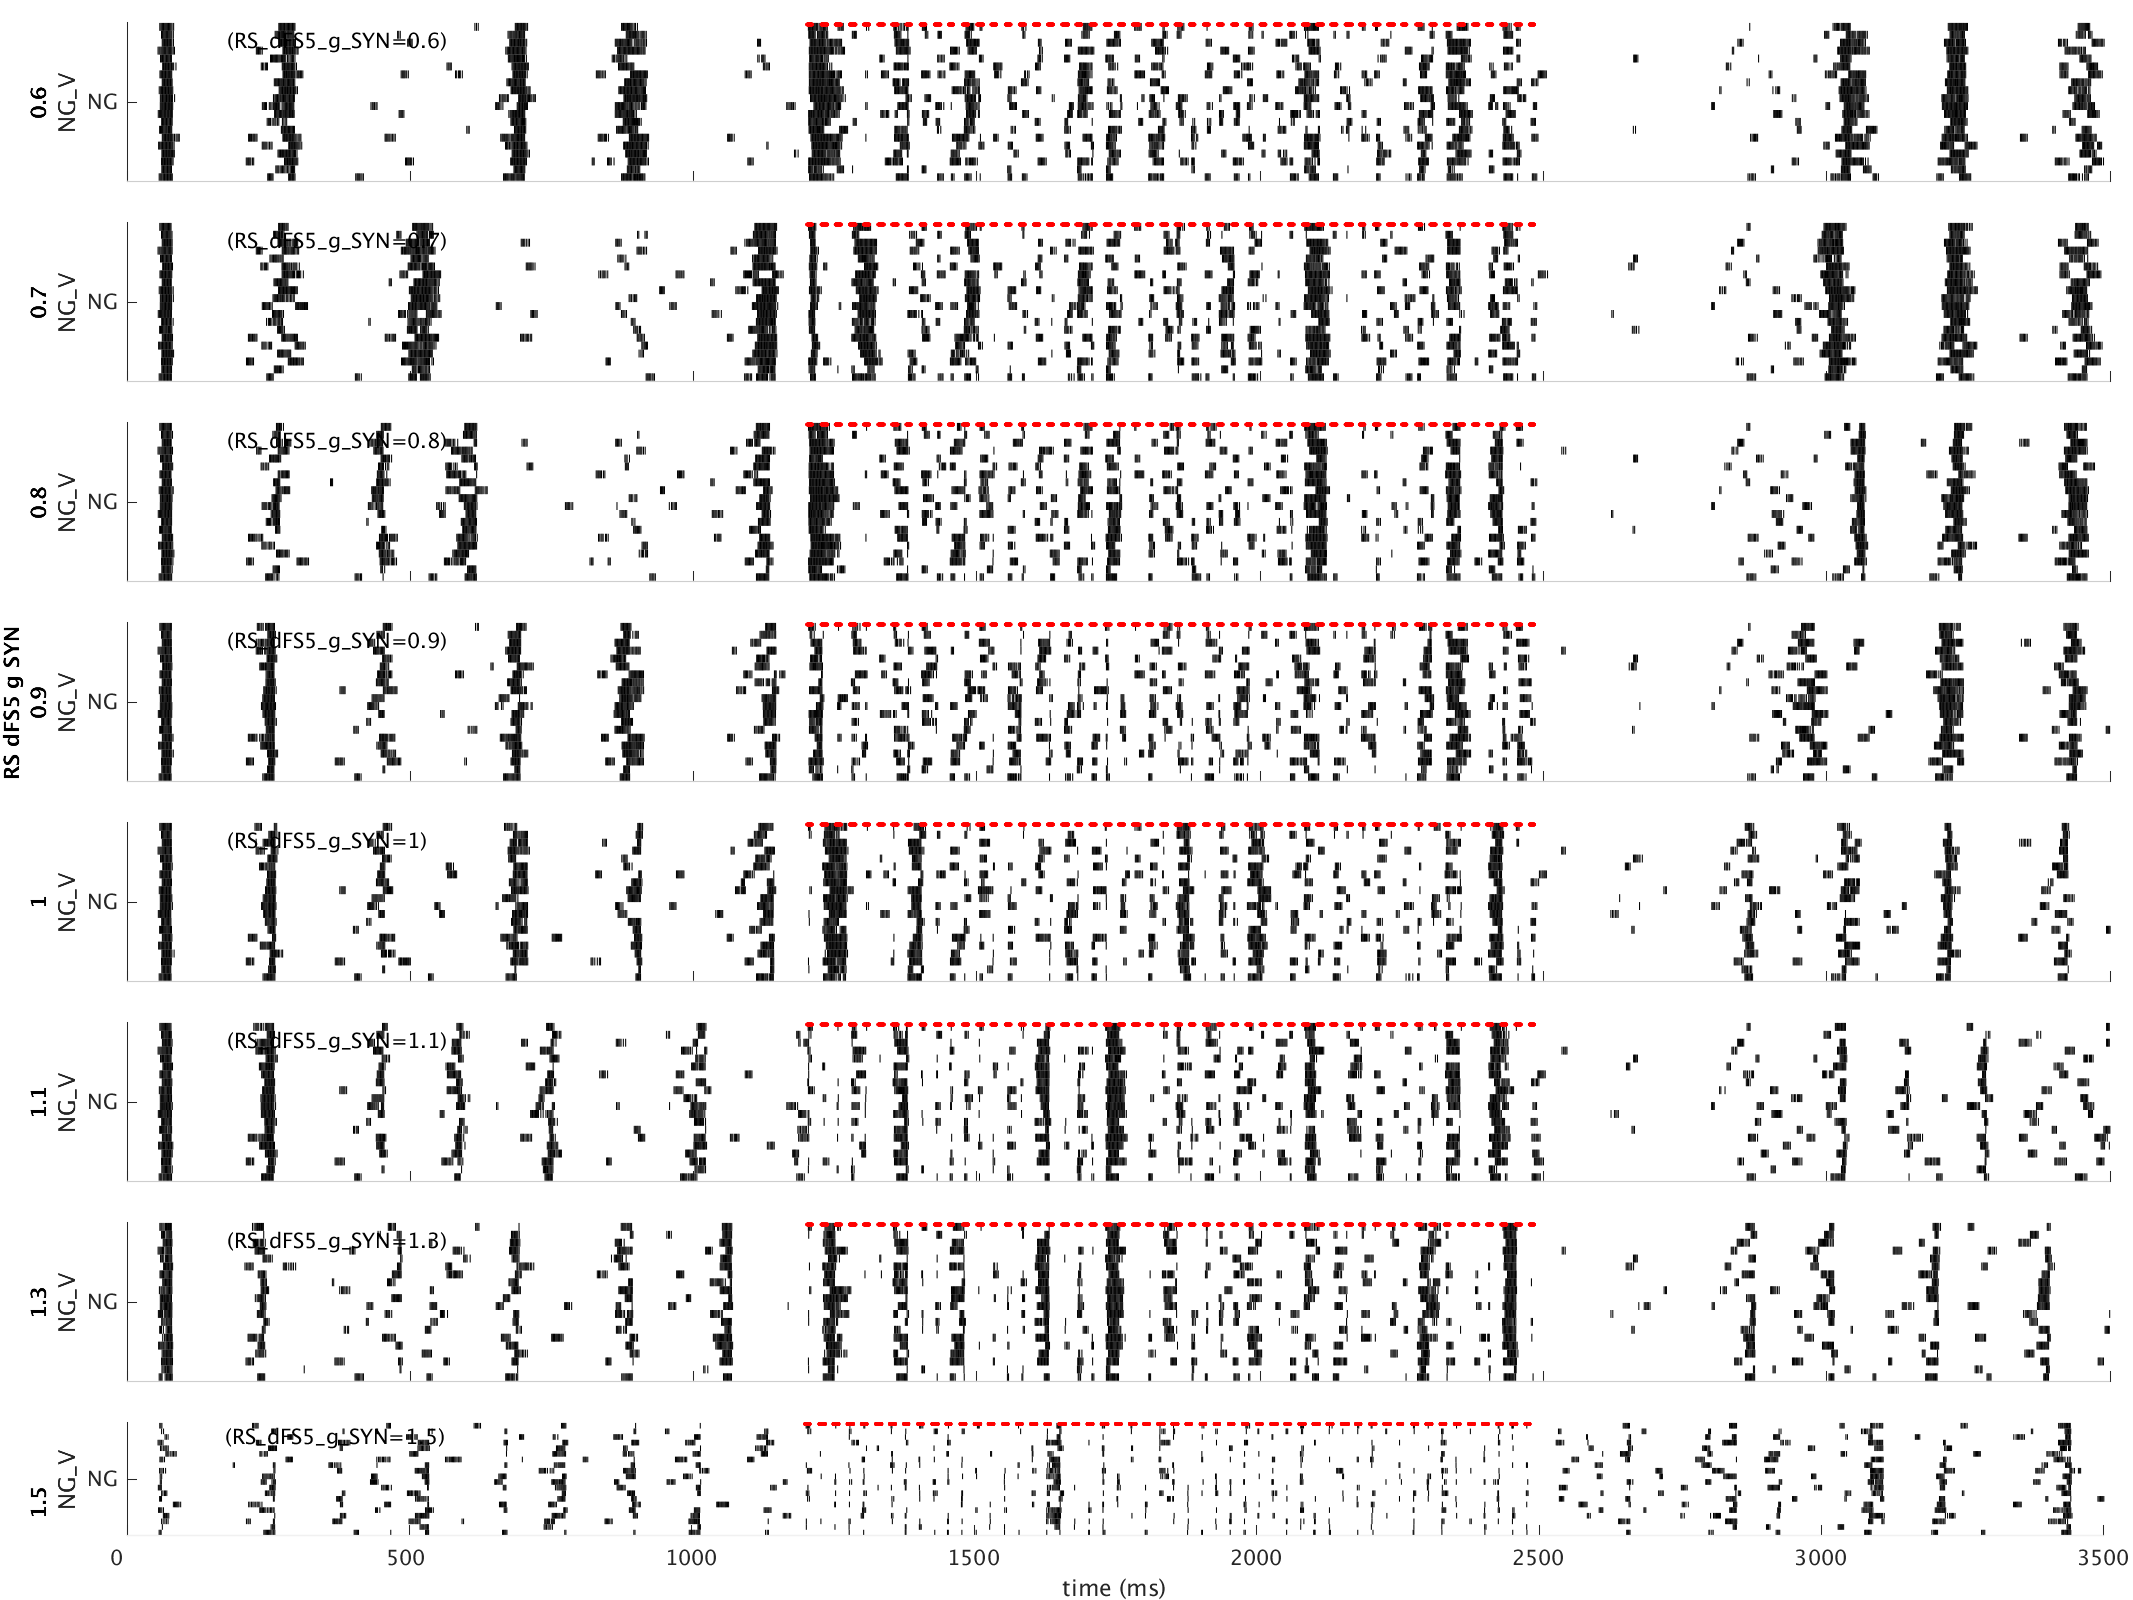 RS dFS5 g SYN
0.6
NG_V
NG
(RS_dFS5_g_SYN=0.6)
0.7
NG_V
NG
(RS_dFS5_g_SYN=0.7)
0.8
NG_V
NG
(RS_dFS5_g_SYN=0.8)
0.9
NG_V
NG
(RS_dFS5_g_SYN=0.9)
1
NG_V
NG
(RS_dFS5_g_SYN=1)
1.1
NG_V
NG
(RS_dFS5_g_SYN=1.1)
1.3
NG_V
NG
(RS_dFS5_g_SYN=1.3)
1.5
NG_V
NG
(RS_dFS5_g_SYN=1.5)
0 500 1000 1500 2000 2500 3000 3500
time (ms)